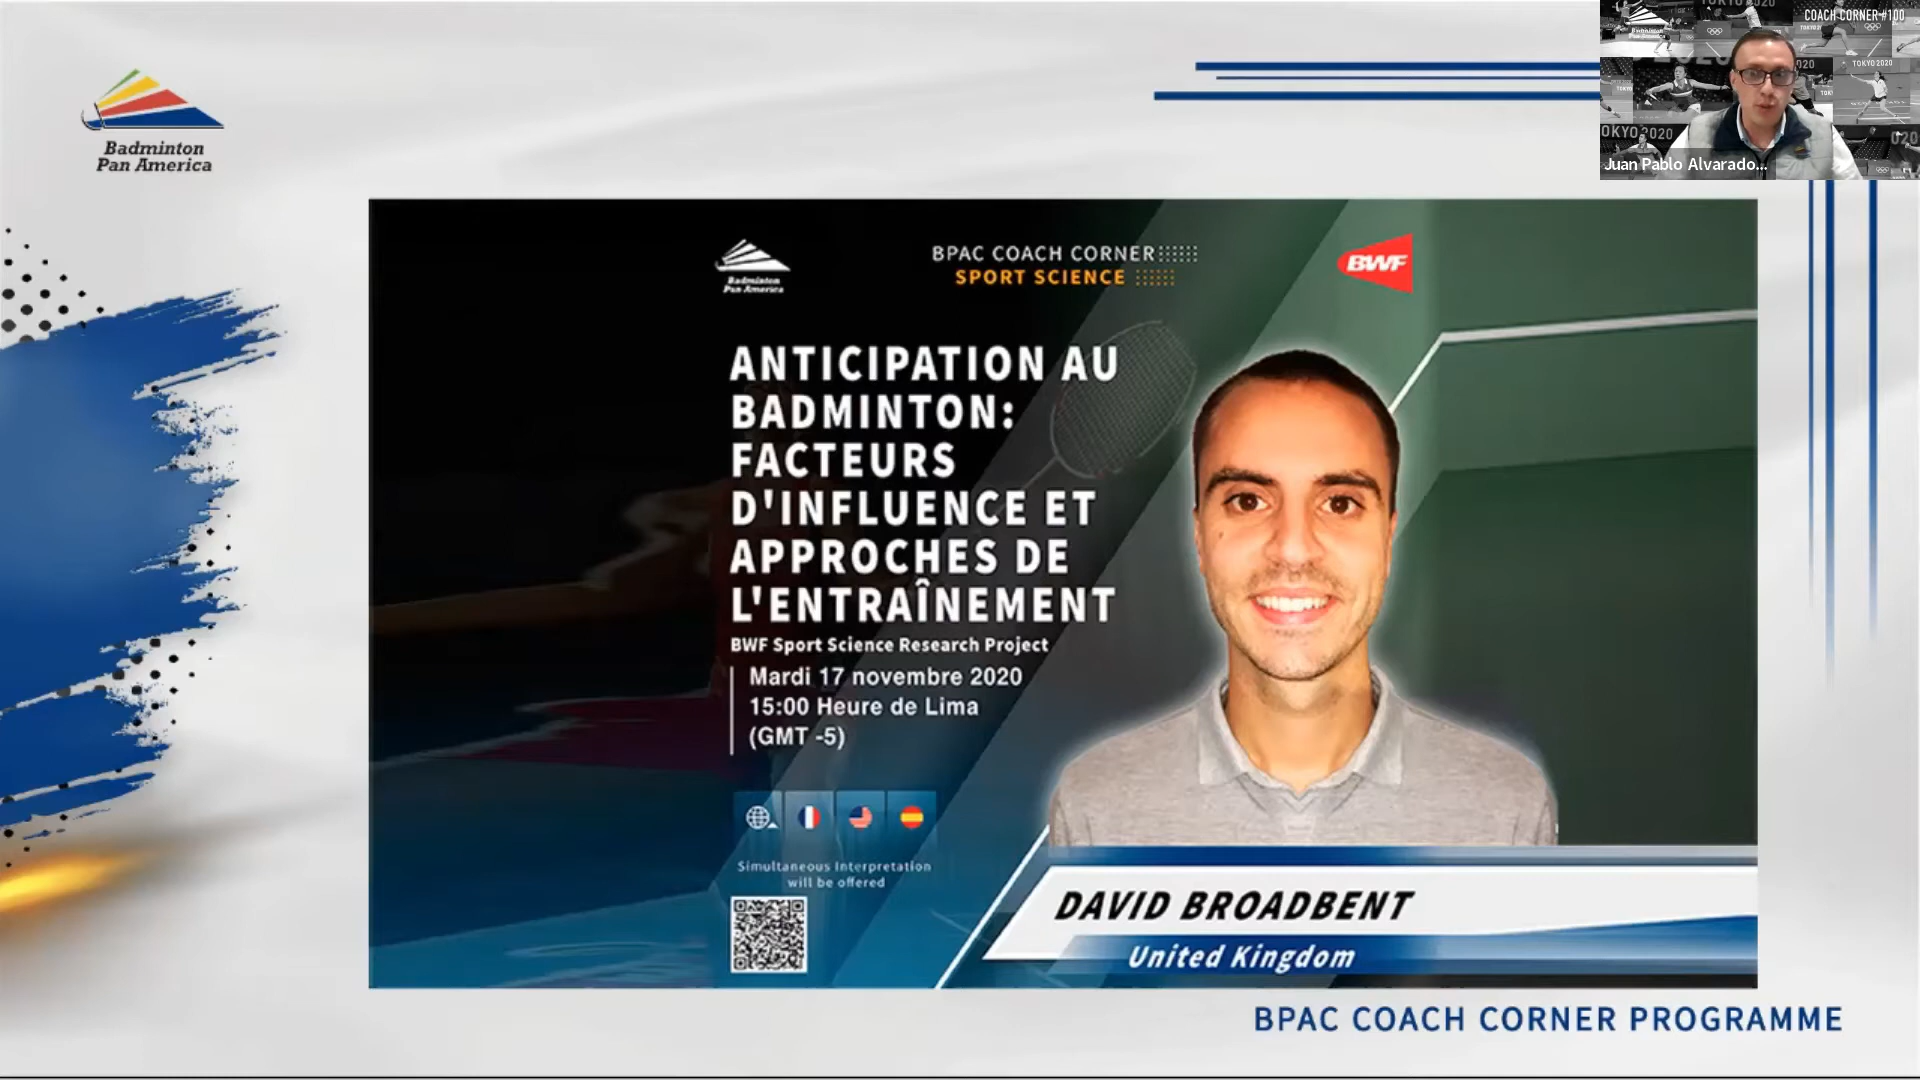 Badminton
Pan America
COACH CORNER #100
TOKYO 2020
Juan Pablo Alvarado...
Badminton
Pan America
BPAC COACH CORNER
SPORT SCIENCE
BWF
ANTICIPATION AU
BADMINTON:
FACTEURS
D'INFLUENCE ET
APPROCHES DE
L'ENTRAÎNEMENT
BWF Sport Science Research Project
Mardi 17 novembre 2020
15:00 Heure de Lima
(GMT -5)
Simultaneous Interpretation
will be offered
DAVID BROADBENT
United Kingdom
BPAC COACH CORNER PROGRAMME